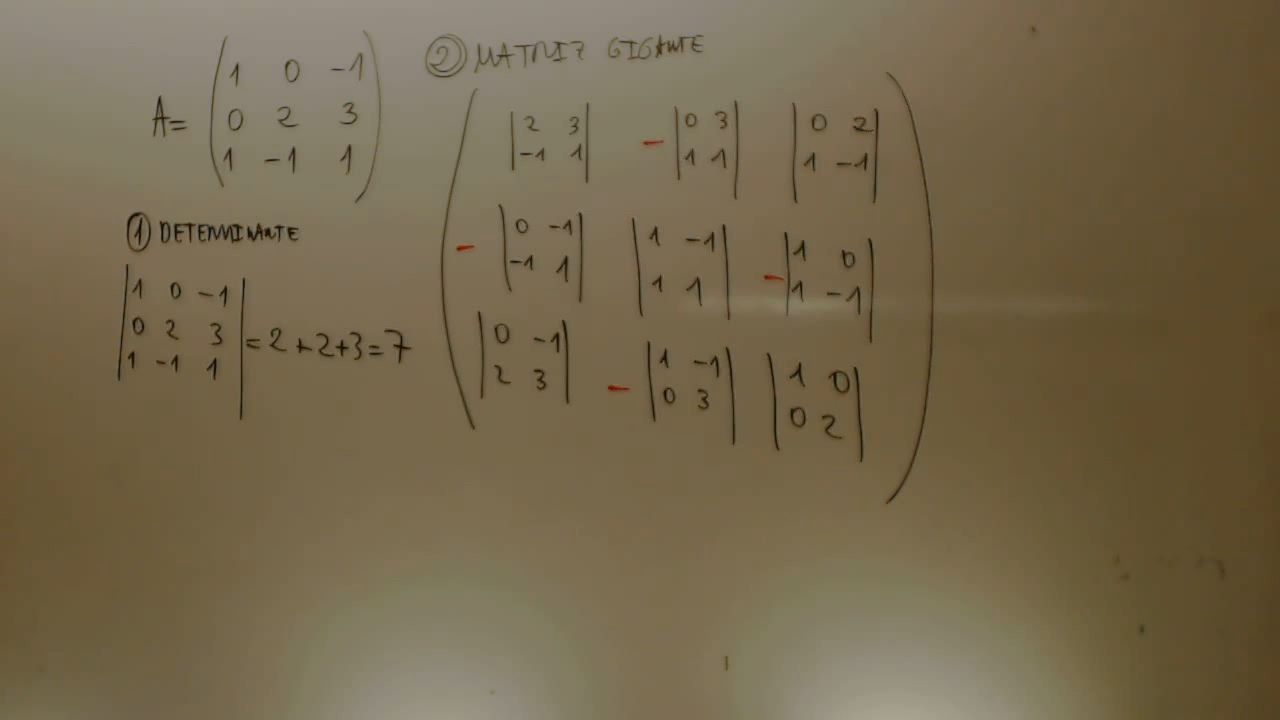 A= ( 1 0 -1
0 2 3
1 -1 1 )
① DETERMINANTE
| 1 0 -1
0 2 3
1 -1 1 | = 2+2+3=7
② MATRIZ GIGANTE
( | 2 3 | - | 0 3 | | 0 2 |
| -1 1 | | 1 1 | | 1 -1 |
- | 0 -1 | | 1 -1 | - | 1 0 |
| -1 1 | | 1 1 | | 1 -1 |
| 0 -1 | - | 1 -1 | | 1 0 |
| 2 3 | | 0 3 | | 0 2 | )